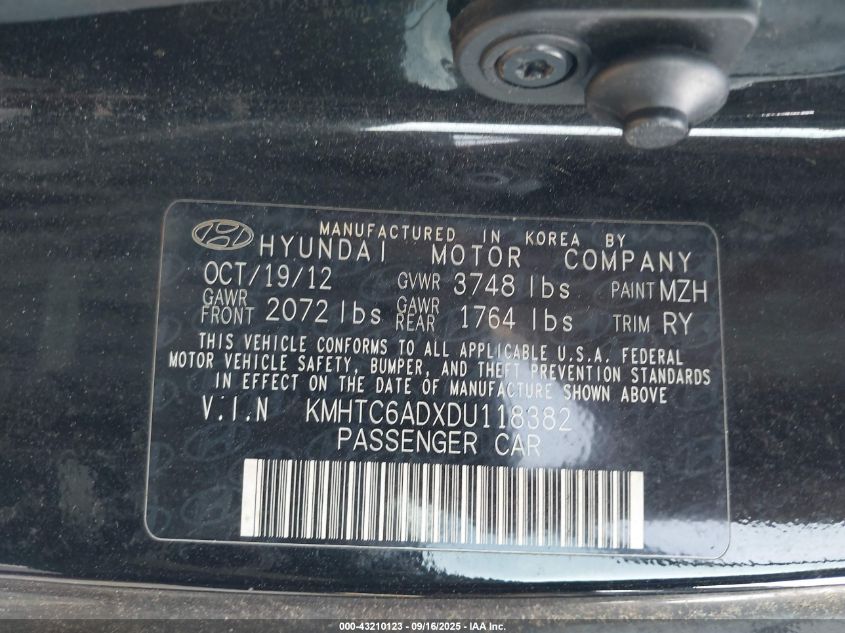 MANUFACTURED IN KOREA BY
HYUNDAI MOTOR COMPANY
OCT/19/12 GVWR 3748 lbs PAINT MZH
GAWR FRONT 2072 lbs GAWR REAR 1764 lbs TRIM RY
THIS VEHICLE CONFORMS TO ALL APPLICABLE U.S.A. FEDERAL
MOTOR VEHICLE SAFETY, BUMPER, AND THEFT PREVENTION STANDARDS
IN EFFECT ON THE DATE OF MANUFACTURE SHOWN ABOVE
V.I.N KMHTC6ADXDU118382
PASSENGER CAR
000-43210123 - 09/16/2025 - IAA Inc.